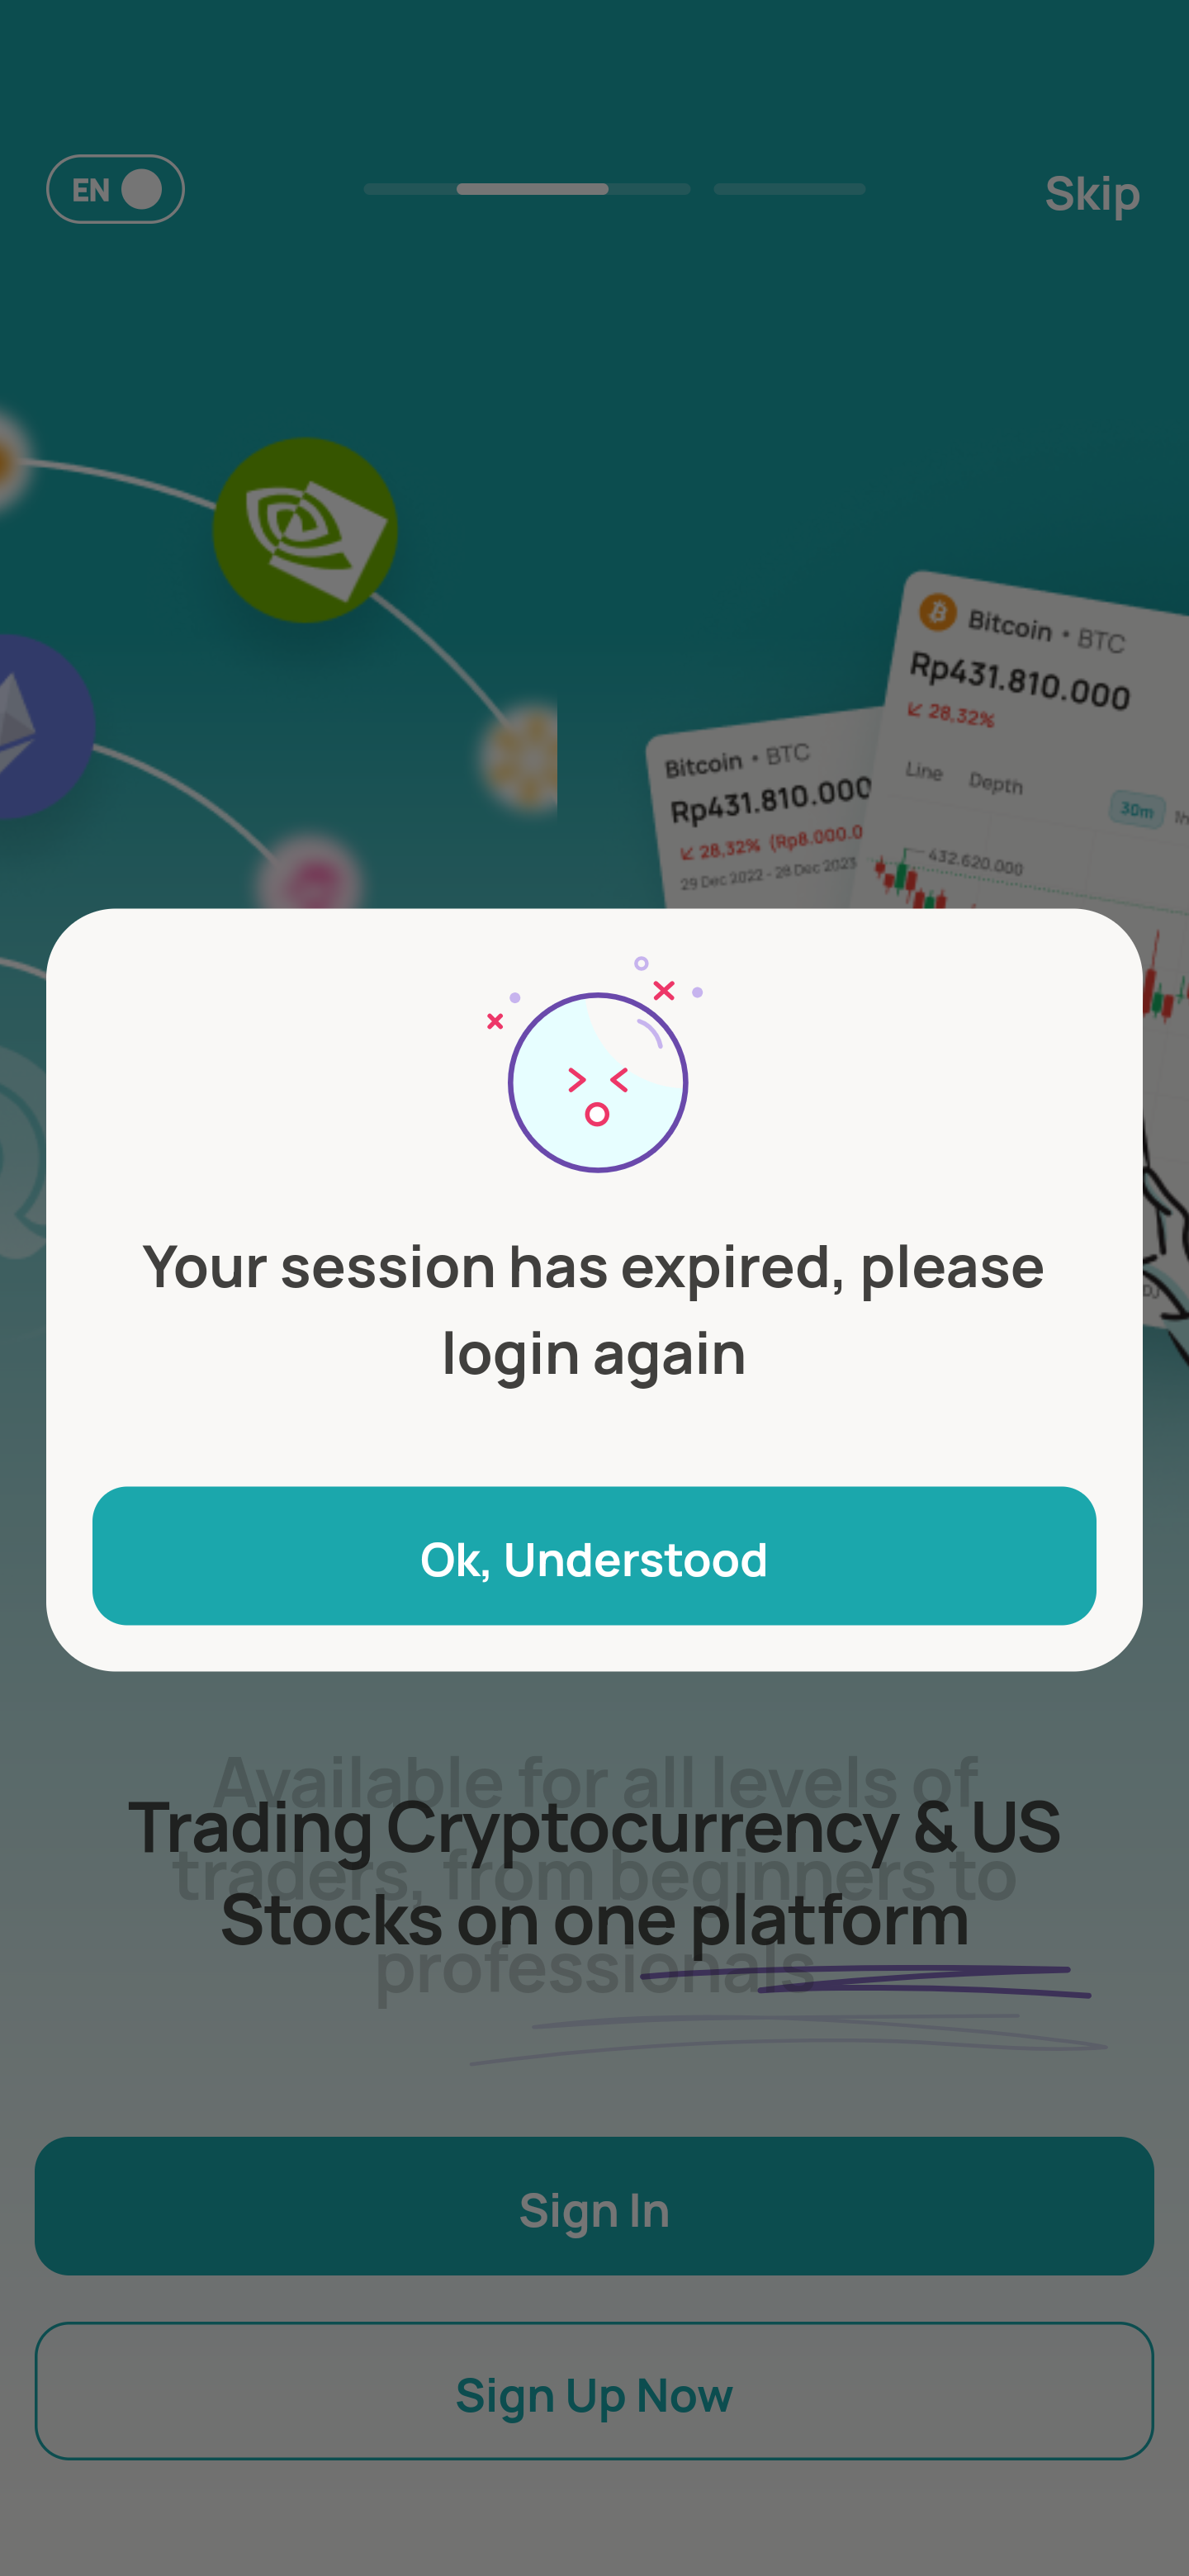 EN
Skip
Bitcoin • BTC
Rp431.810.000
28,32%
Line Depth
30m
432.620.000
Bitcoin • BTC
Rp431.810.000
28,32% (Rp8.000.0
29 Dec 2022 - 28 Dec 2023
Your session has expired, please
login again
Ok, Understood
Available for all levels of
traders, from beginners to
professionals
Trading Cryptocurrency & US
Stocks on one platform
Sign In
Sign Up Now